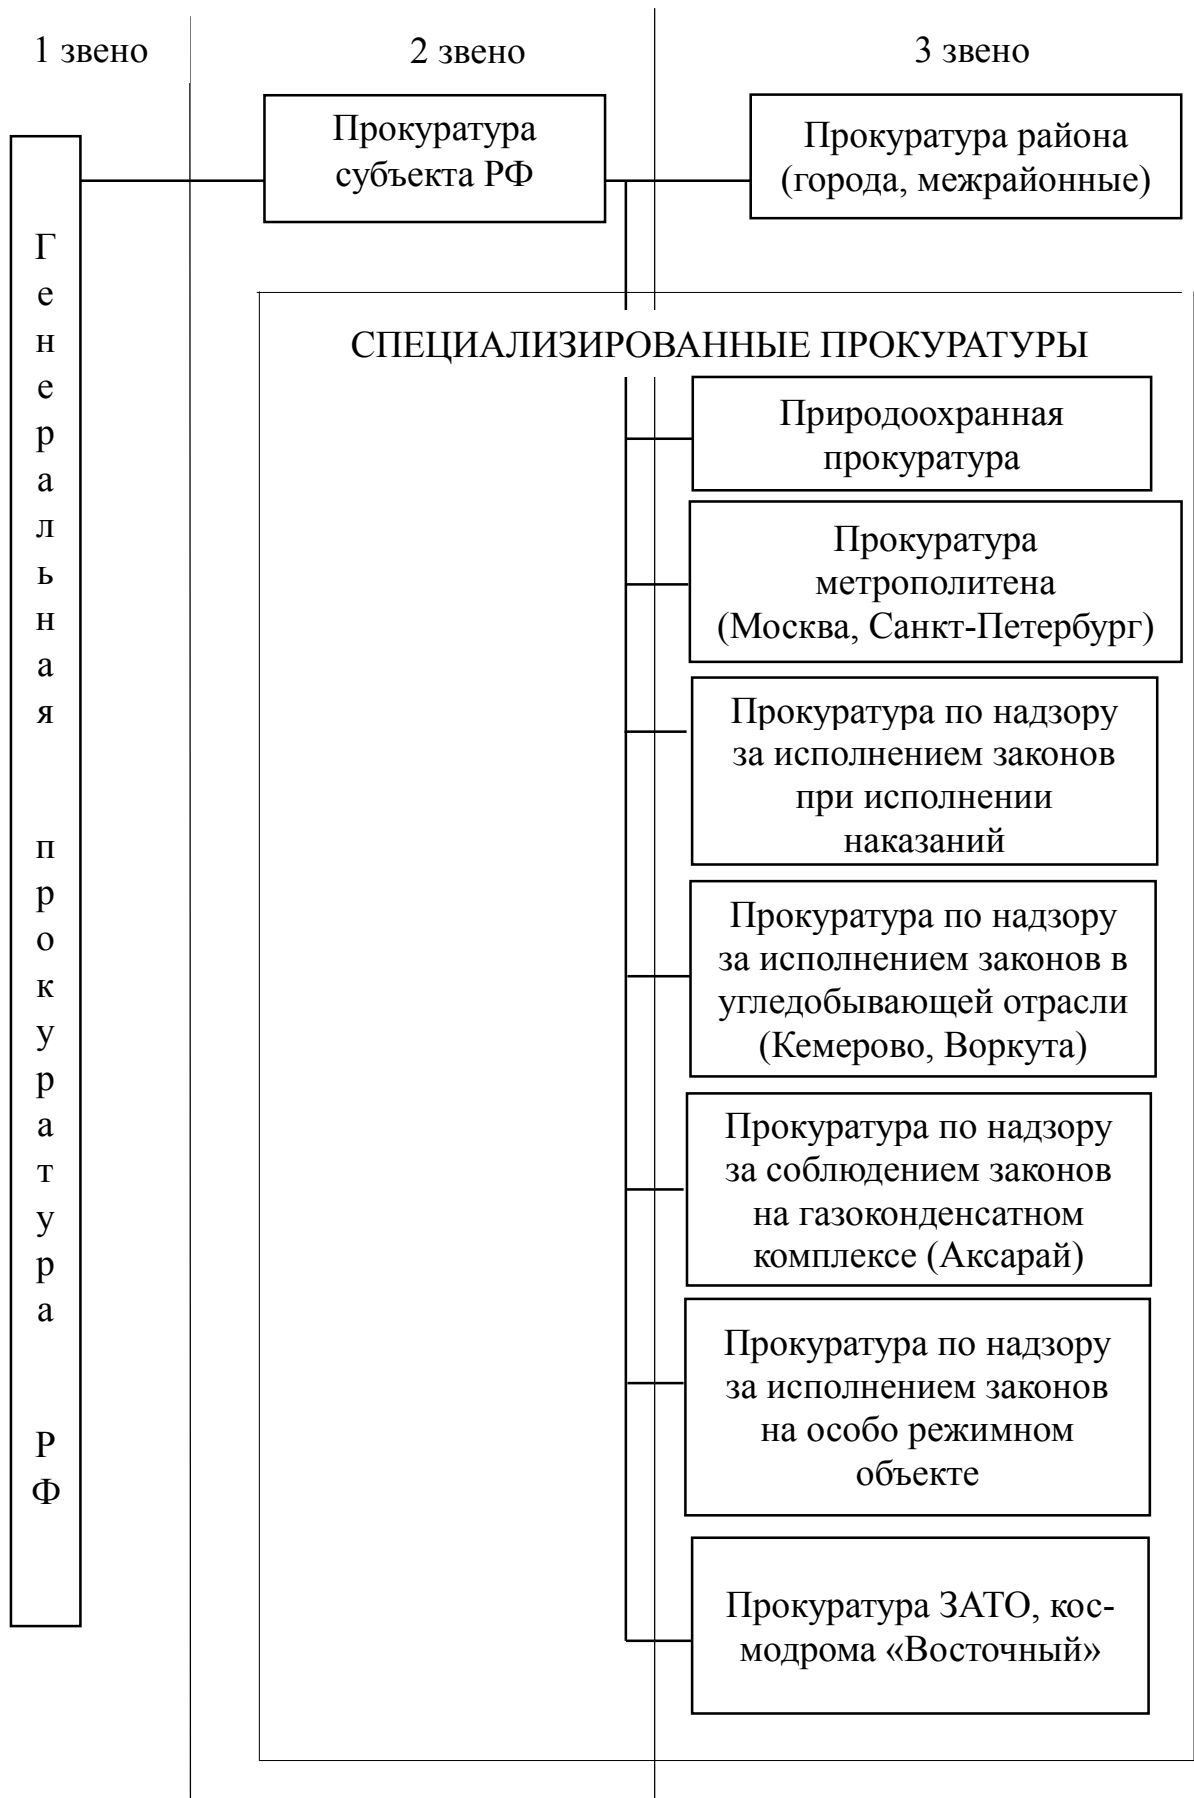 1 звено
2 звено
3 звено
Генеральная
прокуратура
РФ
Прокуратура
субъекта РФ
Прокуратура района
(города, межрайонные)
СПЕЦИАЛИЗИРОВАННЫЕ ПРОКУРАТУРЫ
Природоохранная
прокуратура
Прокуратура
метрополитена
(Москва, Санкт-Петербург)
Прокуратура по надзору
за исполнением законов
при исполнении
наказаний
Прокуратура по надзору
за исполнением законов в
угледобывающей отрасли
(Кемерово, Воркута)
Прокуратура по надзору
за соблюдением законов
на газоконденсатном
комплексе (Аксарай)
Прокуратура по надзору
за исполнением законов
на особо режимном
объекте
Прокуратура ЗАТО, кос-
модрома «Восточный»